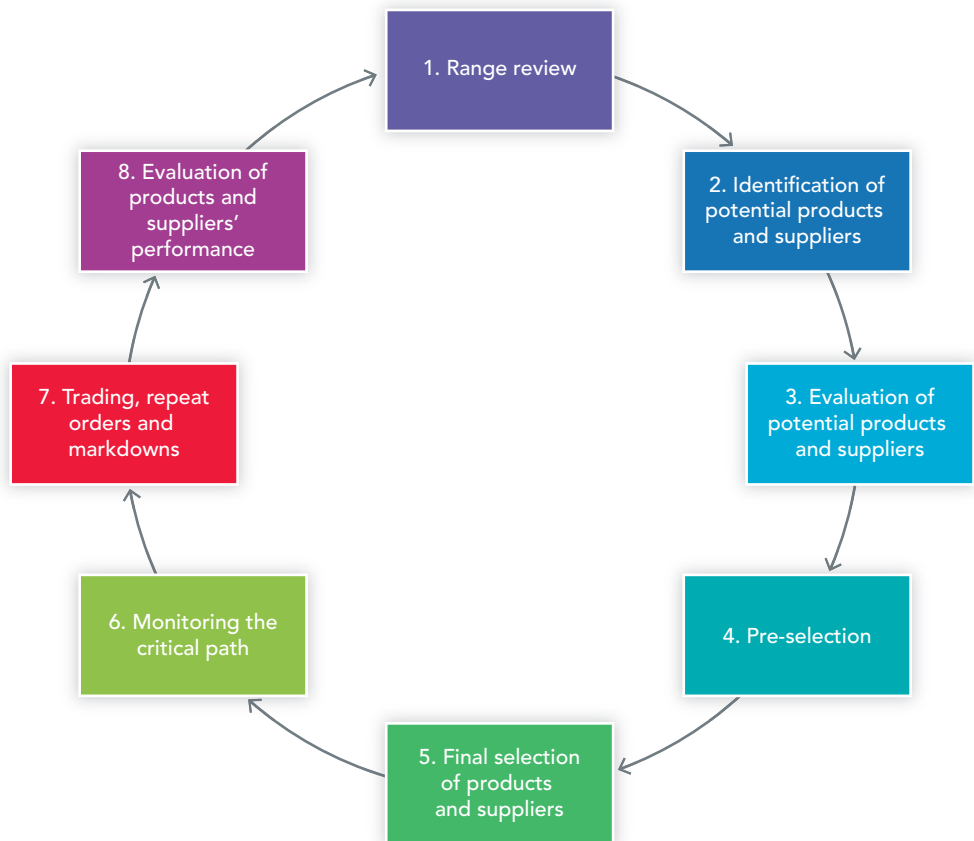 1. Range review
2. Identification of
potential products
and suppliers
3. Evaluation of
potential products
and suppliers
4. Pre-selection
5. Final selection
of products
and suppliers
6. Monitoring the
critical path
7. Trading, repeat
orders and
markdowns
8. Evaluation of
products and
suppliers’
performance